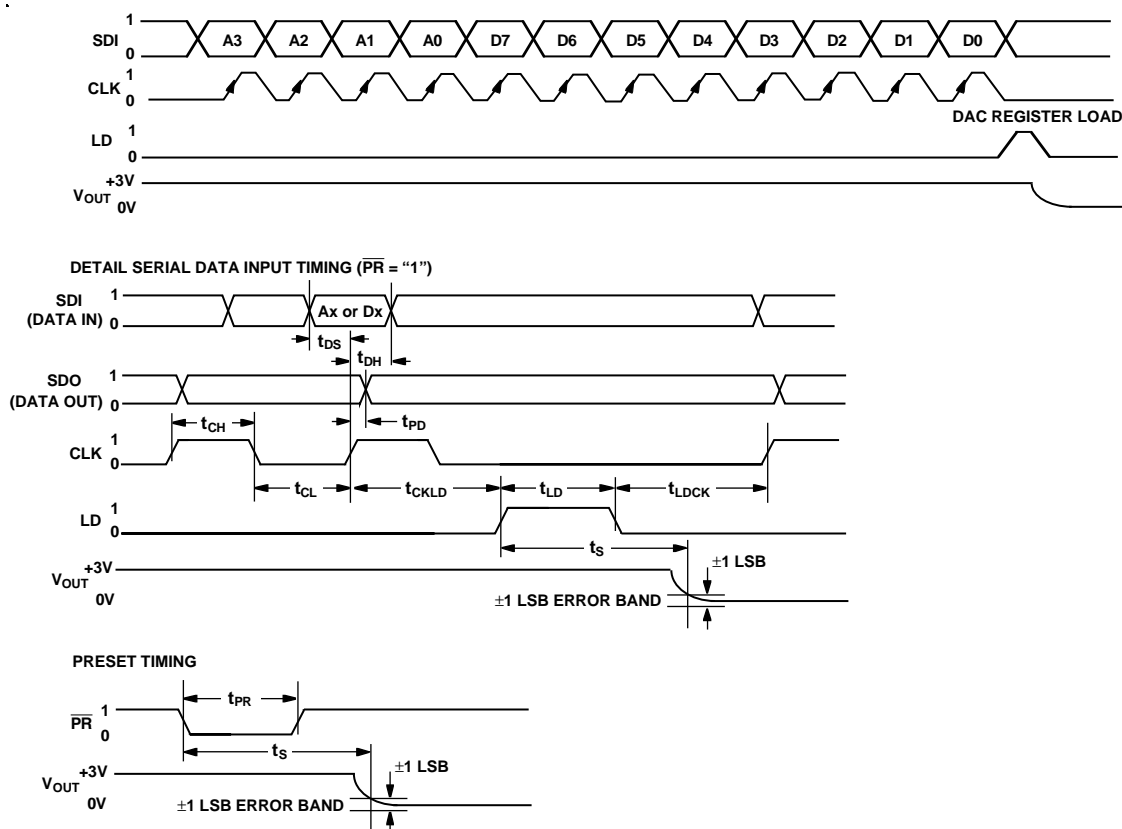 SDI 1 0 A3 A2 A1 A0 D7 D6 D5 D4 D3 D2 D1 D0
CLK 1 0
DAC REGISTER LOAD
LD 1 0
VOUT +3V 0V
DETAIL SERIAL DATA INPUT TIMING (P̅R̅ = “1”)
SDI (DATA IN) 1 0 Ax or Dx
tDS
tDH
SDO (DATA OUT) 1 0
tCH tPD
CLK 1 0
tCL tCKLD tLD tLDCK
LD 1 0
tS
VOUT +3V 0V
±1 LSB
±1 LSB ERROR BAND
PRESET TIMING
tPR
P̅R̅ 1 0
tS
VOUT +3V 0V
±1 LSB
±1 LSB ERROR BAND